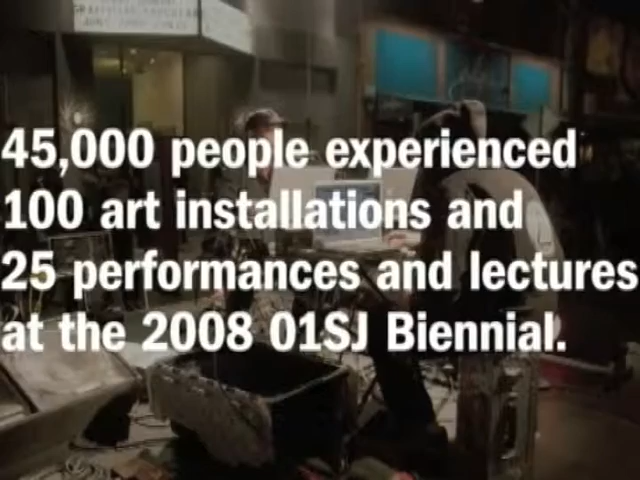 45,000 people experienced
100 art installations and
25 performances and lectures
at the 2008 01SJ Biennial.